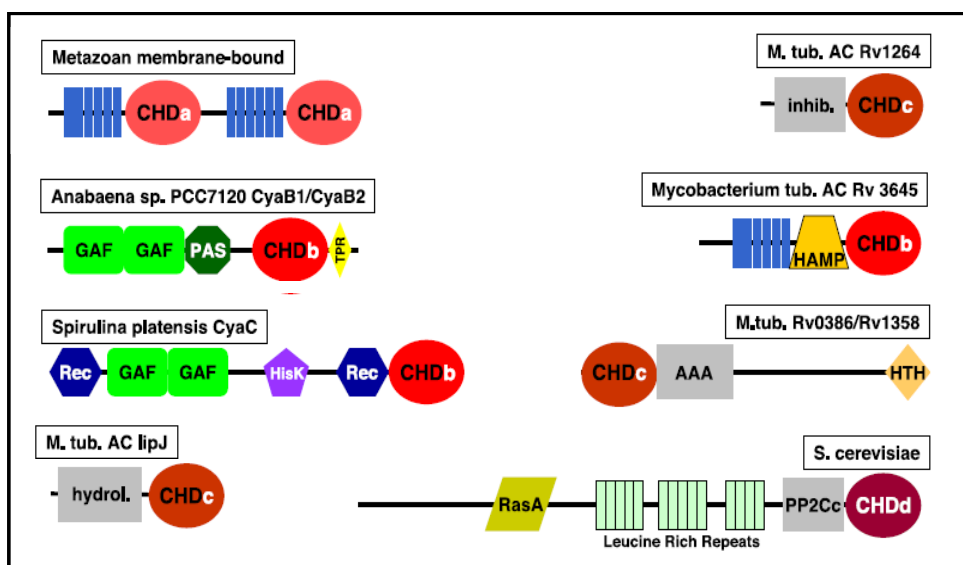 Metazoan membrane-bound
CHDa CHDa
Anabaena sp. PCC7120 CyaB1/CyaB2
GAF GAF PAS CHDb TPR
Spirulina platensis CyaC
Rec GAF GAF HisK Rec CHDb
M. tub. AC lipJ
hydrol. CHDc
M. tub. AC Rv1264
inhib. CHDc
Mycobacterium tub. AC Rv 3645
HAMP CHDb
M.tub. Rv0386/Rv1358
CHDc AAA HTH
S. cerevisiae
RasA PP2Cc CHDd
Leucine Rich Repeats